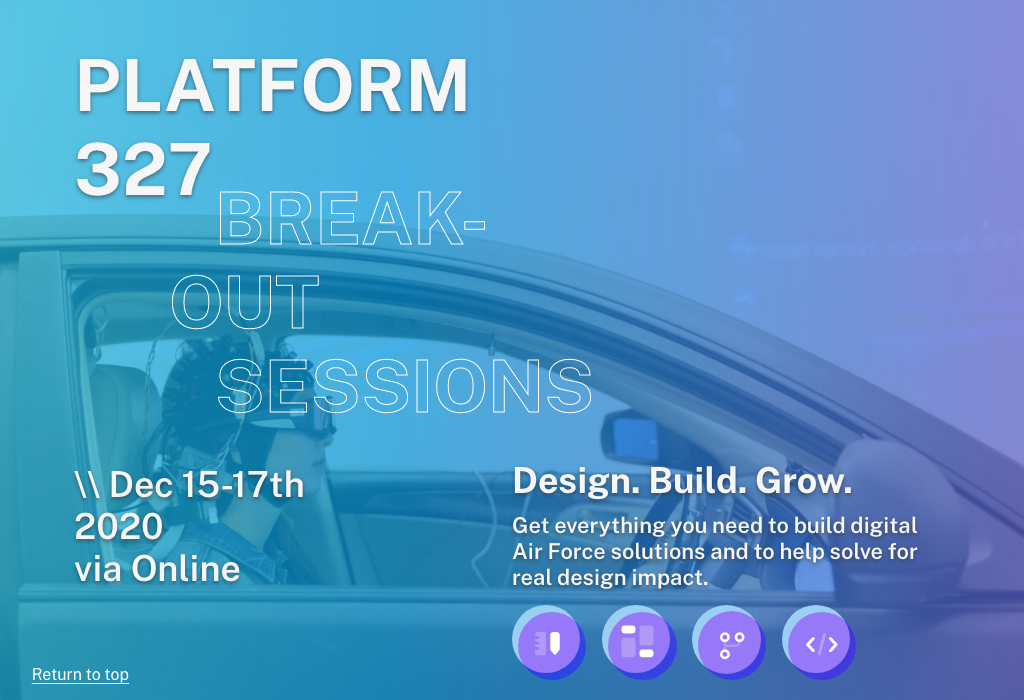 PLATFORM
327
BREAK-
OUT
SESSIONS
\\ Dec 15-17th
2020
via Online
Design. Build. Grow.
Get everything you need to build digital
Air Force solutions and to help solve for
real design impact.
Return to top